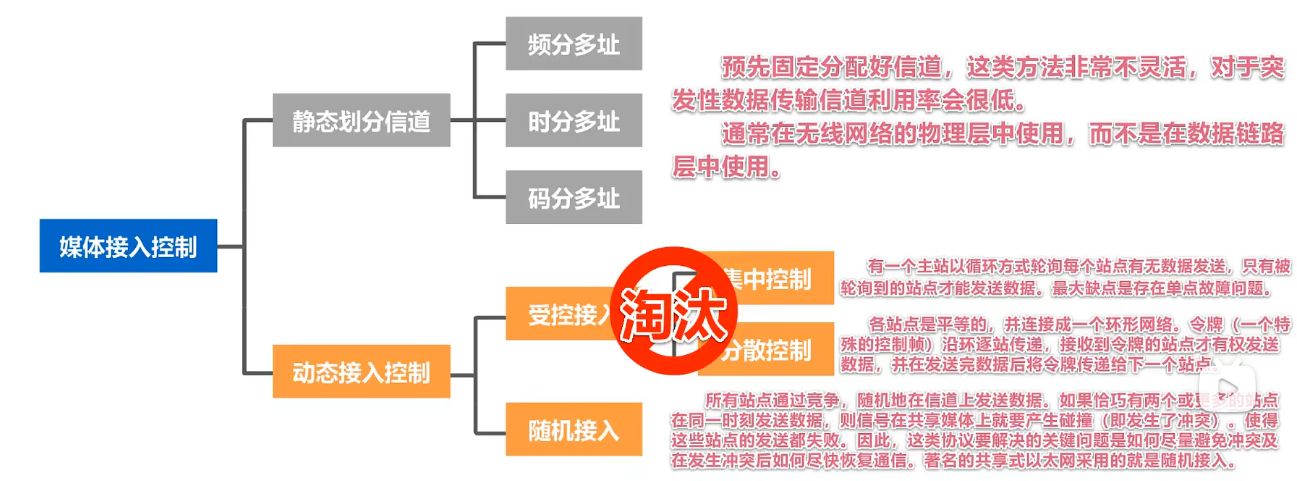 频分多址
预先固定分配好信道，这类方法非常不灵活，对于突
发性数据传输信道利用率会很低。
静态划分信道
时分多址
通常在无线网络的物理层中使用，而不是在数据链路
层中使用。
码分多址
媒体接入控制
集中控制
有一个主站以循环方式轮询每个站点有无数据发送，只有被
轮询到的站点才能发送数据。最大缺点是存在单点故障问题。
受控接入
淘汰
分散控制
各站点是平等的，并连接成一个环形网络。令牌（一个特
殊的控制帧）沿环逐站传递，接收到令牌的站点才有权发送
数据，并在发送完数据后将令牌传递给下一个站点。
动态接入控制
随机接入
所有站点通过竞争，随机地在信道上发送数据。如果恰巧有两个或更多的站点
在同一时刻发送数据，则信号在共享媒体上就要产生碰撞（即发生了冲突）。使得
这些站点的发送都失败。因此，这类协议要解决的关键问题是如何尽量避免冲突及
在发生冲突后如何尽快恢复通信。著名的共享式以太网采用的就是随机接入。